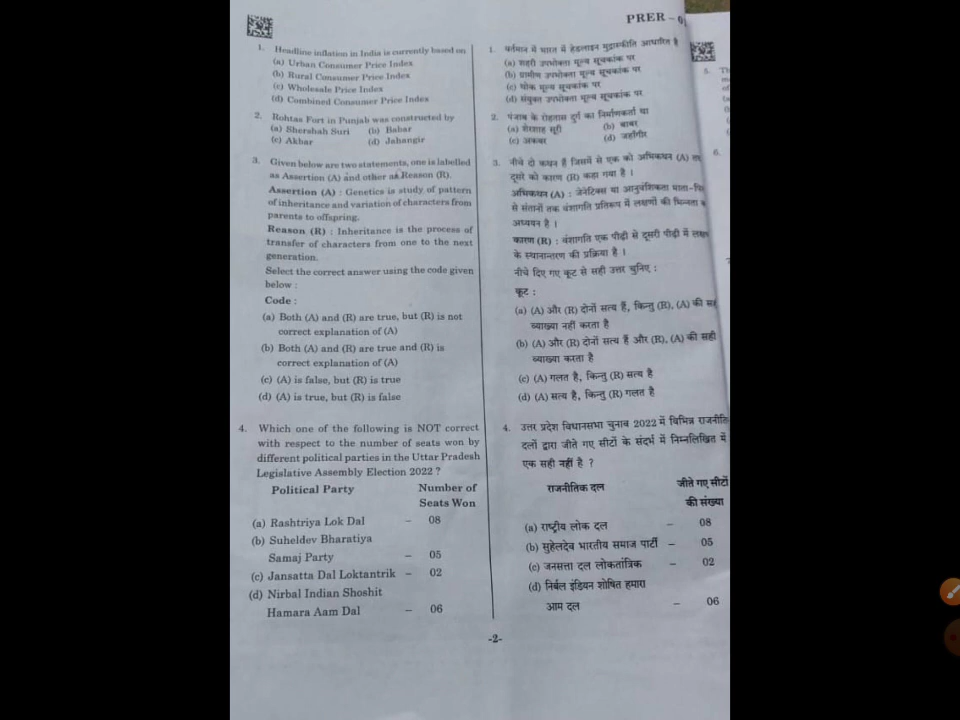 PRER – 0
1. Headline inflation in India is currently based on
(a) Urban Consumer Price Index
(b) Rural Consumer Price Index
(c) Wholesale Price Index
(d) Combined Consumer Price Index
2. Rohtas Fort in Punjab was constructed by
(a) Shershah Suri (b) Babar
(c) Akbar (d) Jahangir
3. Given below are two statements, one is labelled
as Assertion (A) and other as Reason (R).
Assertion (A) : Genetics is study of pattern
of inheritance and variation of characters from
parents to offspring.
Reason (R) : Inheritance is the process of
transfer of characters from one to the next
generation.
Select the correct answer using the code given
below :
Code :
(a) Both (A) and (R) are true, but (R) is not
correct explanation of (A)
(b) Both (A) and (R) are true and (R) is
correct explanation of (A)
(c) (A) is false, but (R) is true
(d) (A) is true, but (R) is false
4. Which one of the following is NOT correct
with respect to the number of seats won by
different political parties in the Uttar Pradesh
Legislative Assembly Election 2022 ?
Political Party Number of
Seats Won
(a) Rashtriya Lok Dal – 08
(b) Suheldev Bharatiya
Samaj Party – 05
(c) Jansatta Dal Loktantrik – 02
(d) Nirbal Indian Shoshit
Hamara Aam Dal – 06
1. वर्तमान में भारत में हेडलाइन मुद्रास्फीति आधारित है
(a) शहरी उपभोक्ता मूल्य सूचकांक पर
(b) ग्रामीण उपभोक्ता मूल्य सूचकांक पर
(c) थोक मूल्य सूचकांक पर
(d) संयुक्त उपभोक्ता मूल्य सूचकांक पर
2. पंजाब के रोहतास दुर्ग का निर्माणकर्ता था
(a) शेरशाह सूरी (b) बाबर
(c) अकबर (d) जहाँगीर
3. नीचे दो कथन हैं जिसमें से एक को अभिकथन (A) तथ
दूसरे को कारण (R) कहा गया है ।
अभिकथन (A) : जेनेटिक्स या आनुवंशिकता माता-पि
से संतानों तक वंशागति प्रतिरूप में लक्षणों की भिन्नता क
अध्ययन है ।
कारण (R) : वंशागति एक पीढ़ी से दूसरी पीढ़ी में लक्ष
के स्थानान्तरण की प्रक्रिया है ।
नीचे दिए गए कूट से सही उत्तर चुनिए :
कूट :
(a) (A) और (R) दोनों सत्य हैं, किन्तु (R), (A) की सह
व्याख्या नहीं करता है
(b) (A) और (R) दोनों सत्य हैं और (R), (A) की सही
व्याख्या करता है
(c) (A) गलत है, किन्तु (R) सत्य है
(d) (A) सत्य है, किन्तु (R) गलत है
4. उत्तर प्रदेश विधानसभा चुनाव 2022 में विभिन्न राजनीति
दलों द्वारा जीते गए सीटों के संदर्भ में निम्नलिखित में
एक सही नहीं है ?
राजनीतिक दल जीते गए सीटों
की संख्या
(a) राष्ट्रीय लोक दल – 08
(b) सुहेलदेव भारतीय समाज पार्टी – 05
(c) जनसत्ता दल लोकतांत्रिक – 02
(d) निर्बल इंडियन शोषित हमारा
आम दल – 06
5. Th
6.
-2-